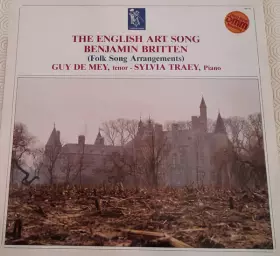 THE ENGLISH ART SONG
BENJAMIN BRITTEN
(Folk Song Arrangements)
GUY DE MEY, tenor - SYLVIA TRAEY, Piano